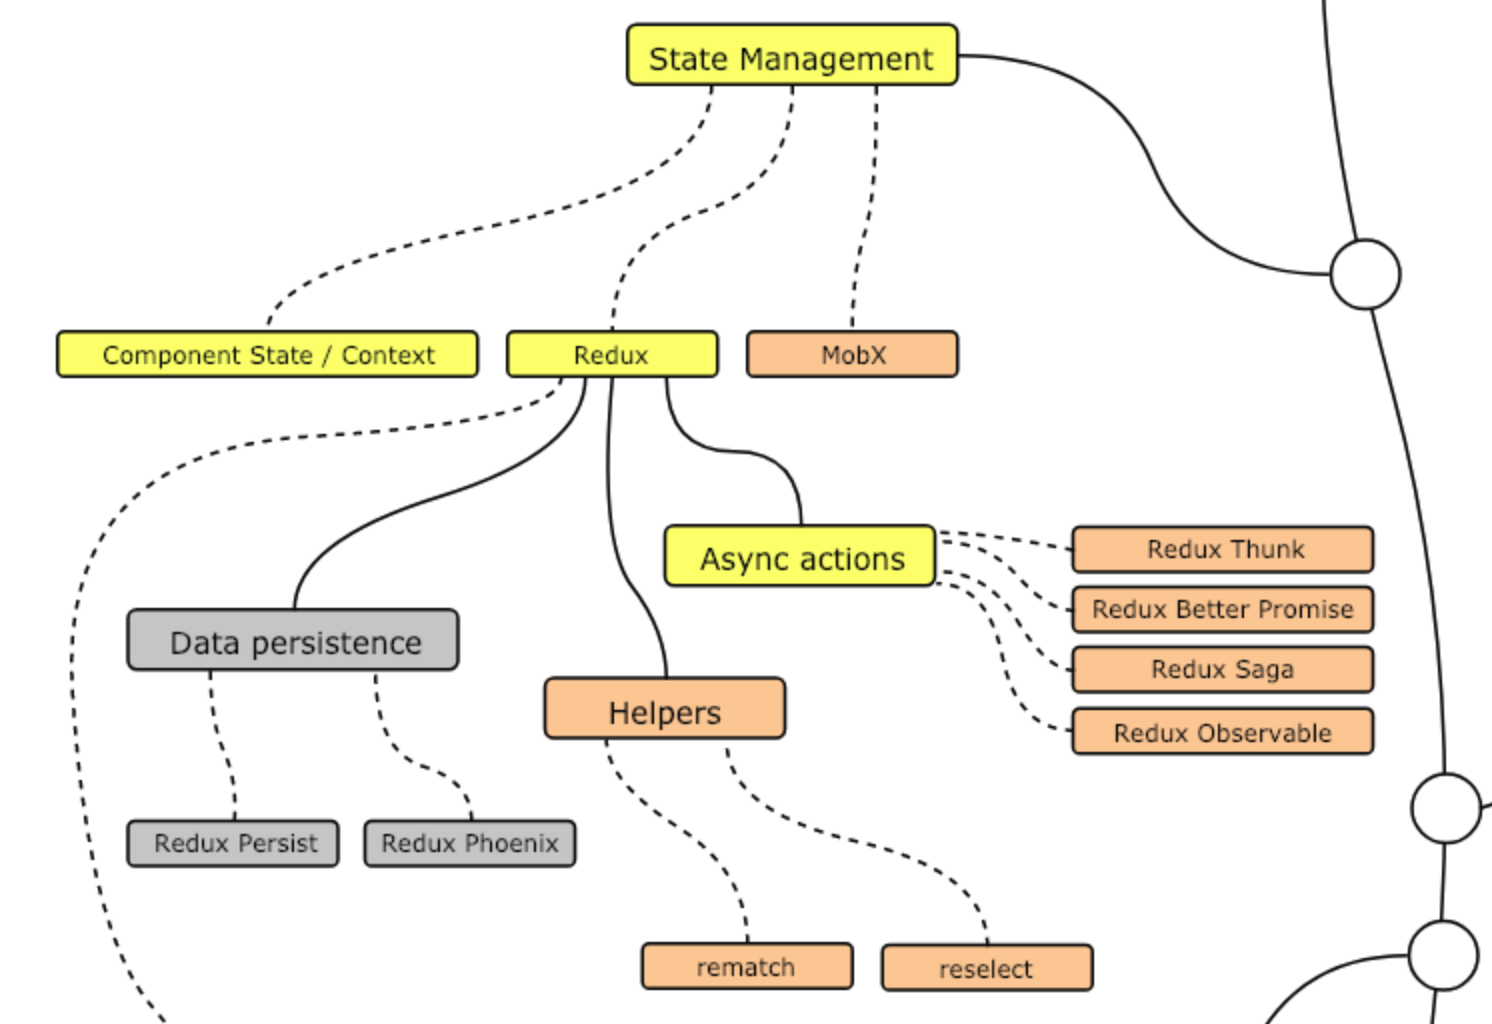 State Management
Component State / Context
Redux
MobX
Async actions
Redux Thunk
Redux Better Promise
Redux Saga
Redux Observable
Data persistence
Helpers
Redux Persist
Redux Phoenix
rematch
reselect